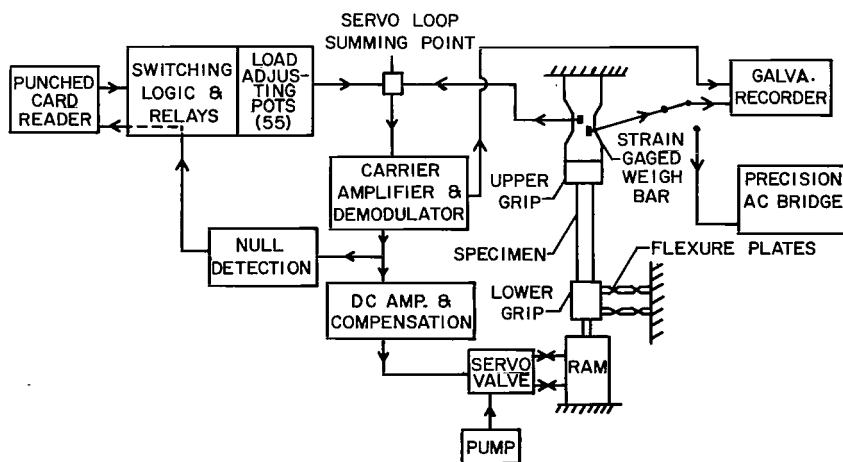 SERVO LOOP
SUMMING POINT
PUNCHED
CARD
READER
SWITCHING
LOGIC &
RELAYS
LOAD
ADJUS-
TING
POTS
(55)
GALVA.
RECORDER
STRAIN
GAGED
WEIGH
BAR
CARRIER
AMPLIFIER &
DEMODULATOR
UPPER
GRIP
PRECISION
AC BRIDGE
NULL
DETECTION
SPECIMEN
FLEXURE PLATES
DC AMP. &
COMPENSATION
LOWER
GRIP
SERVO
VALVE
RAM
PUMP